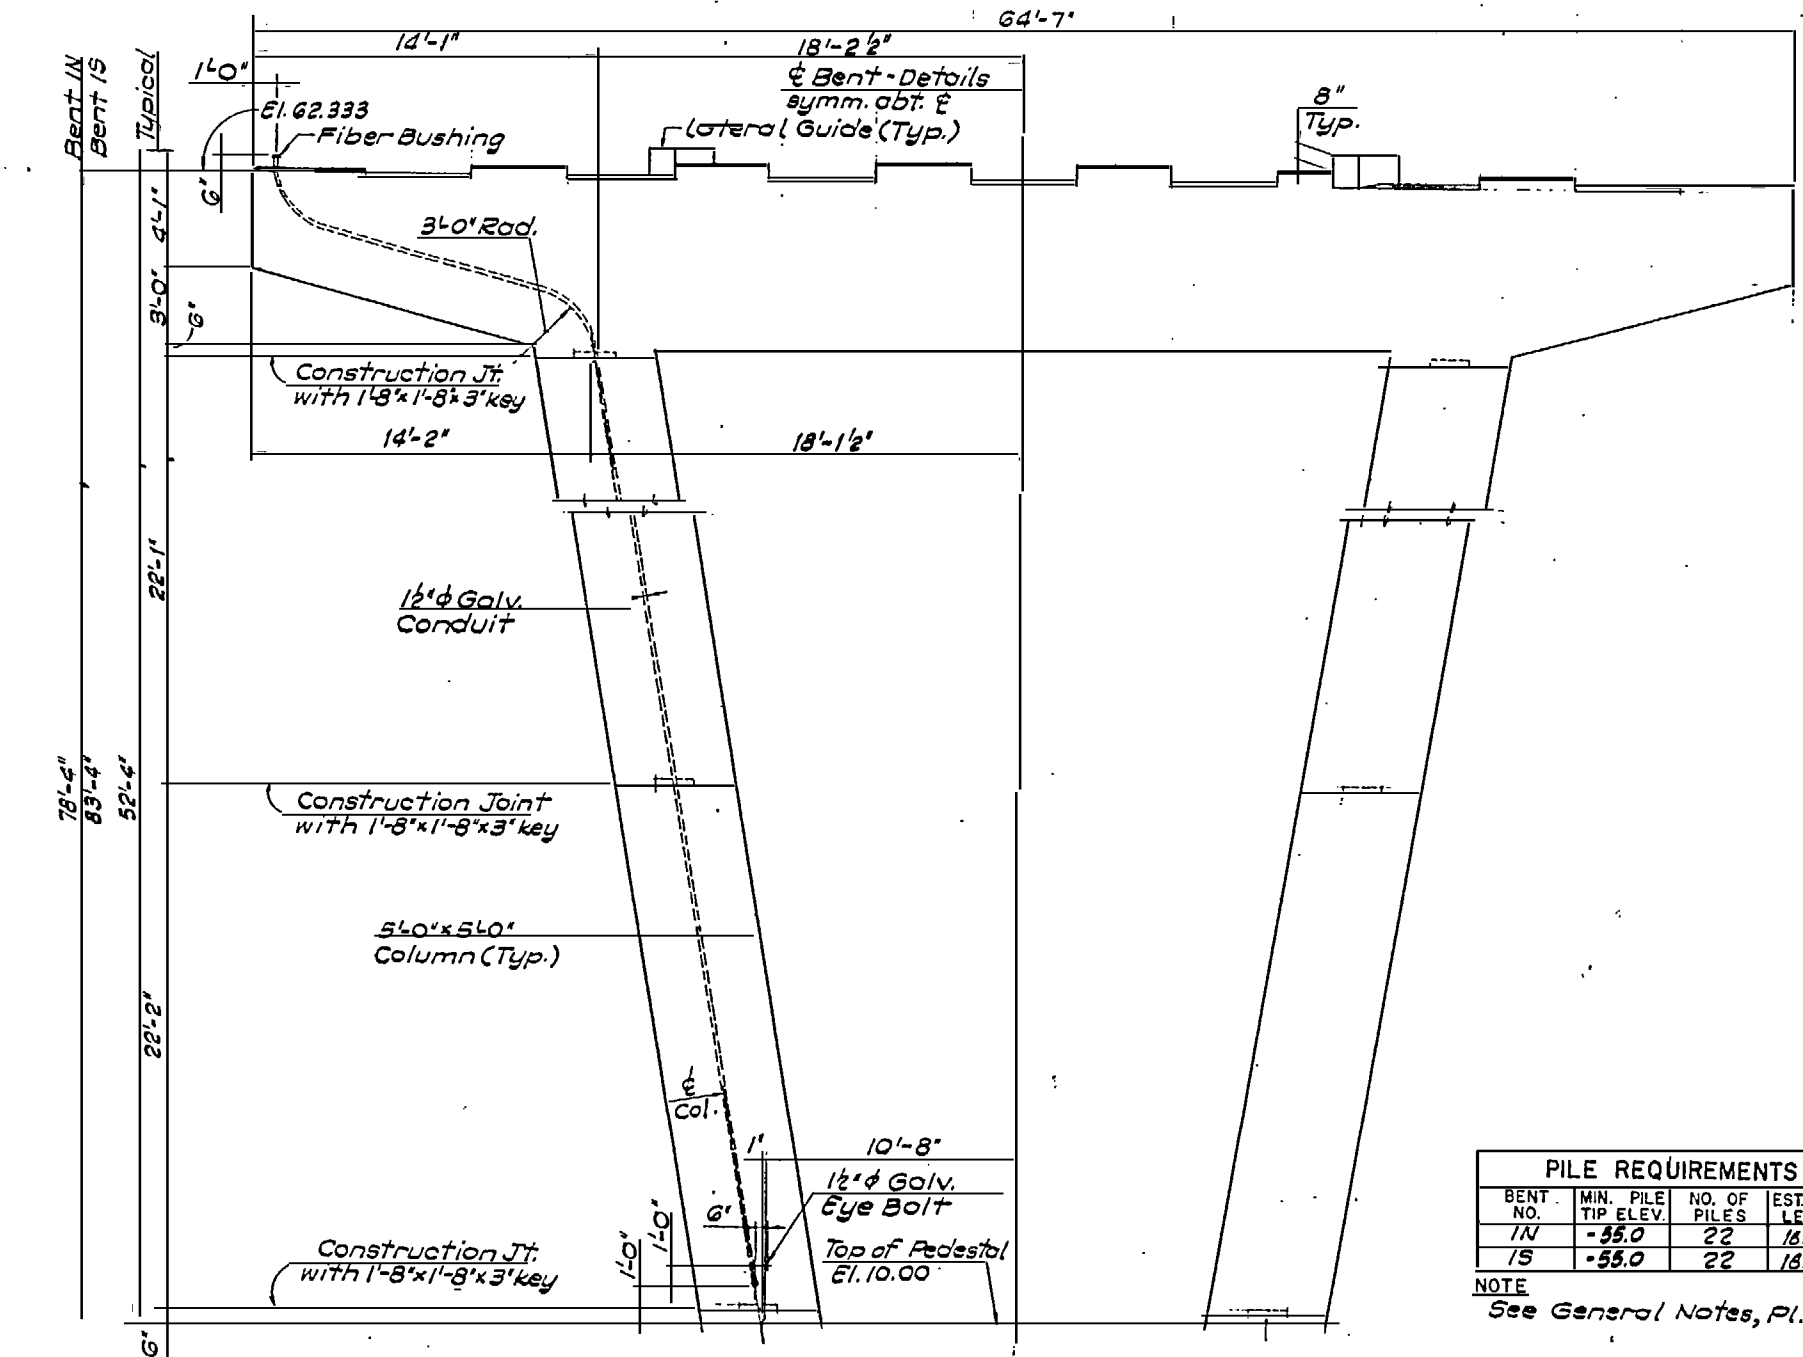 64'-7"
14'-1"
18'-2½"
Bent 1N
Bent 1S
Typical
1'-0"
El. 62.333
Fiber Bushing
₵ Bent - Details
symm. abt. ₵
Lateral Guide (Typ.)
8"
Typ.
6"
4'-1"
3'-0"
6"
3'-0" Rad.
Construction Jt.
with 1'-8"x1'-8"x3" key
14'-2"
18'-1½"
22'-1"
1½"ϕ Galv.
Conduit
78'-4"
83'-4"
52'-4"
Construction Joint
with 1'-8"x1'-8"x3" key
5'-0"x5'-0"
Column (Typ.)
22'-2"
₵
Col.
1"
10'-8"
1½"ϕ Galv.
Eye Bolt
6"
1'-0"
1'-0"
Construction Jt.
with 1'-8"x1'-8"x3" key
Top of Pedestal
El. 10.00
6"
PILE REQUIREMENTS
BENT NO. MIN. PILE TIP ELEV. NO. OF PILES EST. LE
1N -55.0 22
1S -55.0 22
NOTE
See General Notes, Pl.